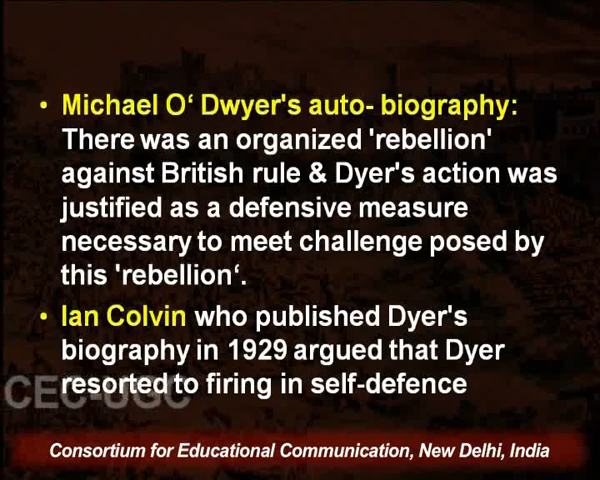 • Michael O‘ Dwyer's auto- biography:
There was an organized 'rebellion'
against British rule & Dyer's action was
justified as a defensive measure
necessary to meet challenge posed by
this 'rebellion‘.
• Ian Colvin who published Dyer's
biography in 1929 argued that Dyer
resorted to firing in self-defence
CEC-UGC
Consortium for Educational Communication, New Delhi, India